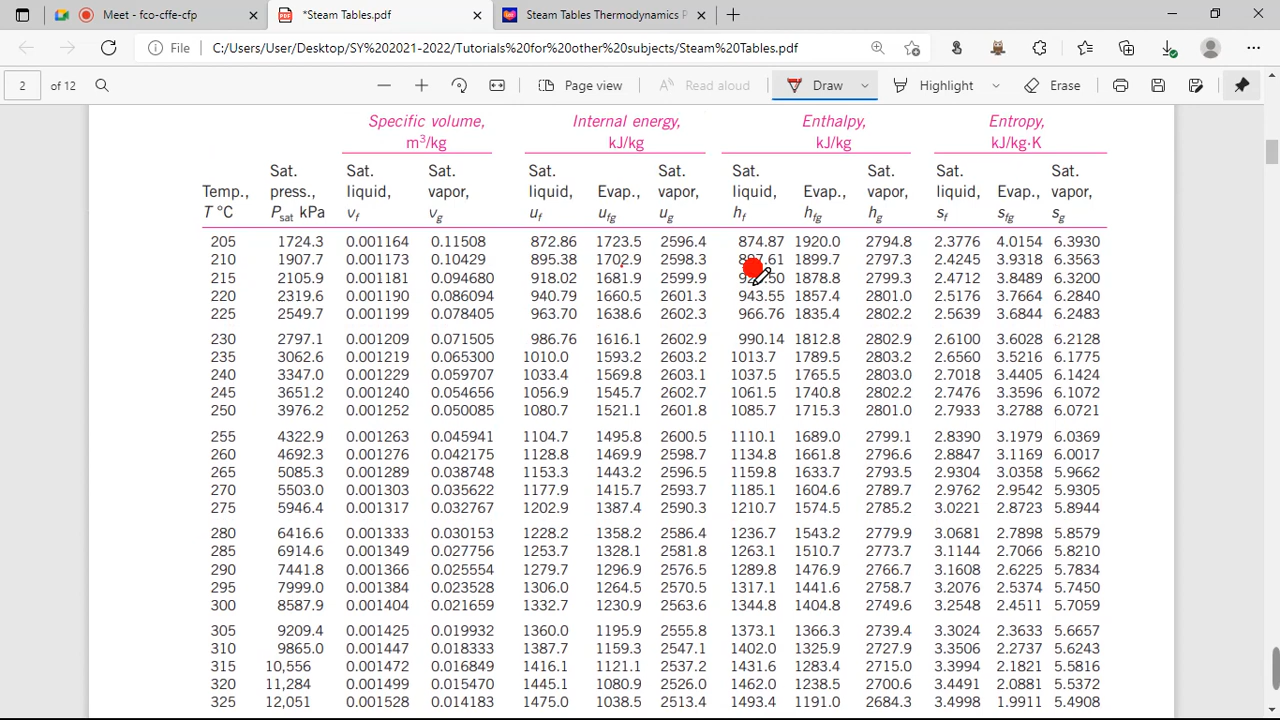 Meet - fco-cffe-cfp
*Steam Tables.pdf
Steam Tables Thermodynamics P
File C:/Users/User/Desktop/SY%202021-2022/Tutorials%20for%20other%20subjects/Steam%20Tables.pdf
2 of 12 Page view Read aloud Draw Highlight Erase
Specific volume, Internal energy, Enthalpy, Entropy,
m³/kg kJ/kg kJ/kg kJ/kg·K
Sat. Sat. Sat. Sat. Sat. Sat. Sat. Sat. Sat.
Temp., press., liquid, vapor, liquid, Evap., vapor, liquid, Evap., vapor, liquid, Evap., vapor,
T °C Psat kPa vf vg uf ufg ug hf hfg hg sf sfg sg
205 1724.3 0.001164 0.11508 872.86 1723.5 2596.4 874.87 1920.0 2794.8 2.3776 4.0154 6.3930
210 1907.7 0.001173 0.10429 895.38 1702.9 2598.3 1899.7 2797.3 2.4245 3.9318 6.3563
215 2105.9 0.001181 0.094680 918.02 1681.9 2599.9 1878.8 2799.3 2.4712 3.8489 6.3200
220 2319.6 0.001190 0.086094 940.79 1660.5 2601.3 943.55 1857.4 2801.0 2.5176 3.7664 6.2840
225 2549.7 0.001199 0.078405 963.70 1638.6 2602.3 966.76 1835.4 2802.2 2.5639 3.6844 6.2483
230 2797.1 0.001209 0.071505 986.76 1616.1 2602.9 990.14 1812.8 2802.9 2.6100 3.6028 6.2128
235 3062.6 0.001219 0.065300 1010.0 1593.2 2603.2 1013.7 1789.5 2803.2 2.6560 3.5216 6.1775
240 3347.0 0.001229 0.059707 1033.4 1569.8 2603.1 1037.5 1765.5 2803.0 2.7018 3.4405 6.1424
245 3651.2 0.001240 0.054656 1056.9 1545.7 2602.7 1061.5 1740.8 2802.2 2.7476 3.3596 6.1072
250 3976.2 0.001252 0.050085 1080.7 1521.1 2601.8 1085.7 1715.3 2801.0 2.7933 3.2788 6.0721
255 4322.9 0.001263 0.045941 1104.7 1495.8 2600.5 1110.1 1689.0 2799.1 2.8390 3.1979 6.0369
260 4692.3 0.001276 0.042175 1128.8 1469.9 2598.7 1134.8 1661.8 2796.6 2.8847 3.1169 6.0017
265 5085.3 0.001289 0.038748 1153.3 1443.2 2596.5 1159.8 1633.7 2793.5 2.9304 3.0358 5.9662
270 5503.0 0.001303 0.035622 1177.9 1415.7 2593.7 1185.1 1604.6 2789.7 2.9762 2.9542 5.9305
275 5946.4 0.001317 0.032767 1202.9 1387.4 2590.3 1210.7 1574.5 2785.2 3.0221 2.8723 5.8944
280 6416.6 0.001333 0.030153 1228.2 1358.2 2586.4 1236.7 1543.2 2779.9 3.0681 2.7898 5.8579
285 6914.6 0.001349 0.027756 1253.7 1328.1 2581.8 1263.1 1510.7 2773.7 3.1144 2.7066 5.8210
290 7441.8 0.001366 0.025554 1279.7 1296.9 2576.5 1289.8 1476.9 2766.7 3.1608 2.6225 5.7834
295 7999.0 0.001384 0.023528 1306.0 1264.5 2570.5 1317.1 1441.6 2758.7 3.2076 2.5374 5.7450
300 8587.9 0.001404 0.021659 1332.7 1230.9 2563.6 1344.8 1404.8 2749.6 3.2548 2.4511 5.7059
305 9209.4 0.001425 0.019932 1360.0 1195.9 2555.8 1373.1 1366.3 2739.4 3.3024 2.3633 5.6657
310 9865.0 0.001447 0.018333 1387.7 1159.3 2547.1 1402.0 1325.9 2727.9 3.3506 2.2737 5.6243
315 10,556 0.001472 0.016849 1416.1 1121.1 2537.2 1431.6 1283.4 2715.0 3.3994 2.1821 5.5816
320 11,284 0.001499 0.015470 1445.1 1080.9 2526.0 1462.0 1238.5 2700.6 3.4491 2.0881 5.5372
325 12,051 0.001528 0.014183 1475.0 1038.5 2513.4 1493.4 1191.0 2684.3 3.4998 1.9911 5.4908